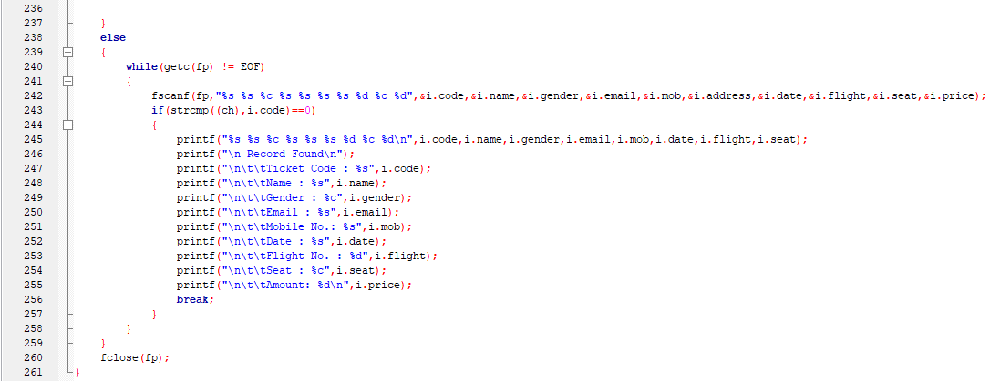 236
237 }
238 else
239 {
240 while(getc(fp) != EOF)
241 {
242 fscanf(fp,"%s %s %c %s %s %s %s %d %c %d",&i.code,&i.name,&i.gender,&i.email,&i.mob,&i.address,&i.date,&i.flight,&i.seat,&i.price);
243 if(strcmp((ch),i.code)==0)
244 {
245 printf("%s %s %c %s %s %s %d %c %d\n",i.code,i.name,i.gender,i.email,i.mob,i.date,i.flight,i.seat);
246 printf("\n Record Found\n");
247 printf("\n\t\tTicket Code : %s",i.code);
248 printf("\n\t\tName : %s",i.name);
249 printf("\n\t\tGender : %c",i.gender);
250 printf("\n\t\tEmail : %s",i.email);
251 printf("\n\t\tMobile No.: %s",i.mob);
252 printf("\n\t\tDate : %s",i.date);
253 printf("\n\t\tFlight No. : %d",i.flight);
254 printf("\n\t\tSeat : %c",i.seat);
255 printf("\n\t\tAmount: %d\n",i.price);
256 break;
257 }
258 }
259 }
260 fclose(fp);
261 }